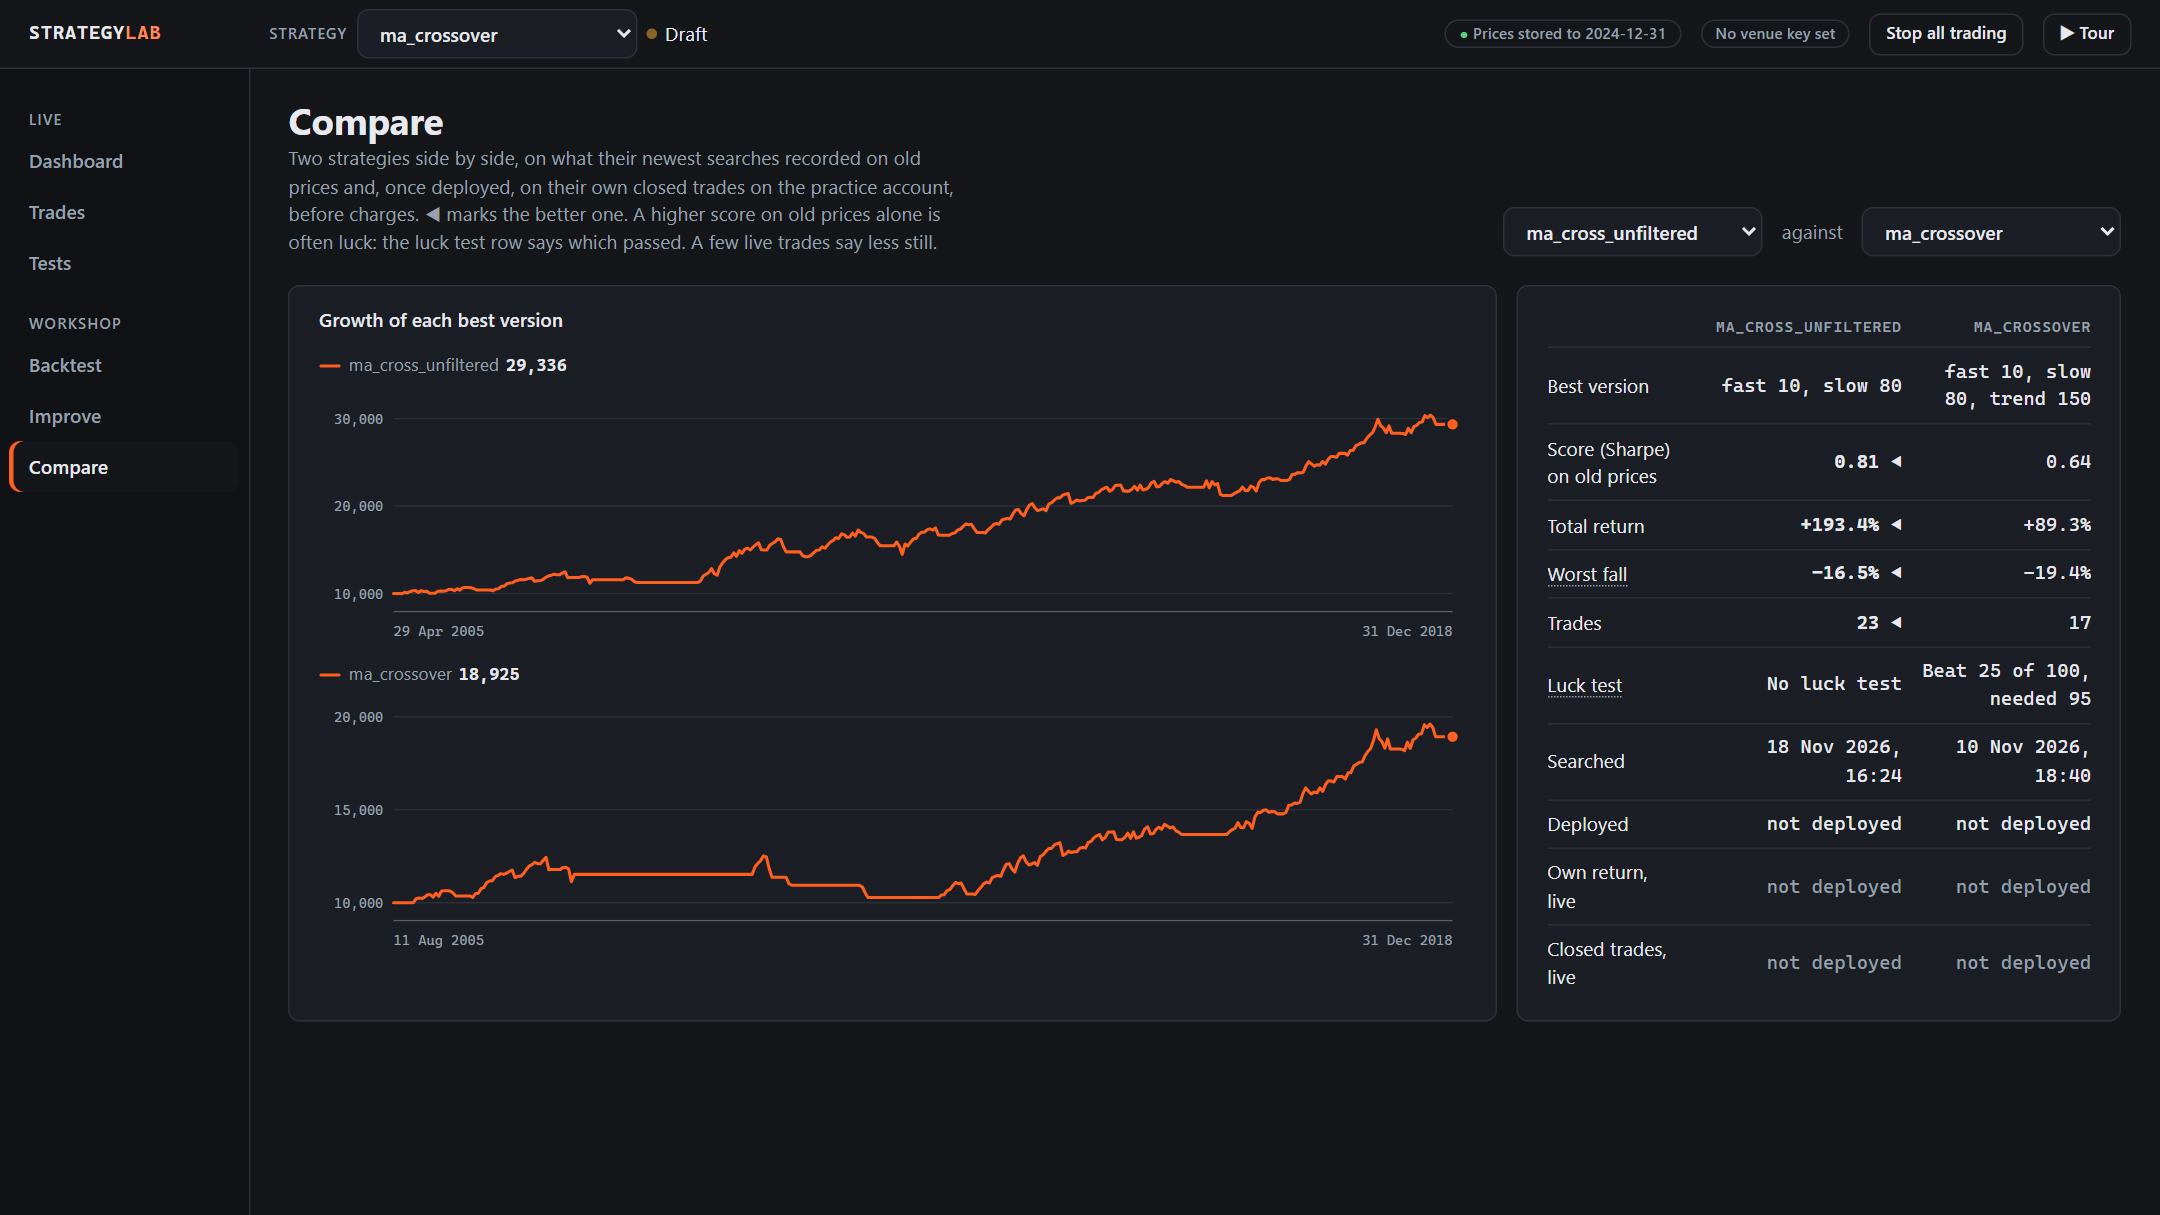 STRATEGYLAB
STRATEGY
ma_crossover
Draft
● Prices stored to 2024-12-31
No venue key set
Stop all trading
▶ Tour
LIVE
Dashboard
Trades
Tests
WORKSHOP
Backtest
Improve
Compare
Compare
Two strategies side by side, on what their newest searches recorded on old
prices and, once deployed, on their own closed trades on the practice account,
before charges. ◀ marks the better one. A higher score on old prices alone is
often luck: the luck test row says which passed. A few live trades say less still.
ma_cross_unfiltered
against
ma_crossover
Growth of each best version
ma_cross_unfiltered 29,336
30,000
20,000
10,000
29 Apr 2005
31 Dec 2018
ma_crossover 18,925
20,000
15,000
10,000
11 Aug 2005
31 Dec 2018
MA_CROSS_UNFILTERED
MA_CROSSOVER
Best version
fast 10, slow 80
fast 10, slow
80, trend 150
Score (Sharpe)
on old prices
0.81 ◀
0.64
Total return
+193.4% ◀
+89.3%
Worst fall
−16.5% ◀
−19.4%
Trades
23 ◀
17
Luck test
No luck test
Beat 25 of 100,
needed 95
Searched
18 Nov 2026,
16:24
10 Nov 2026,
18:40
Deployed
not deployed
not deployed
Own return,
live
not deployed
not deployed
Closed trades,
live
not deployed
not deployed